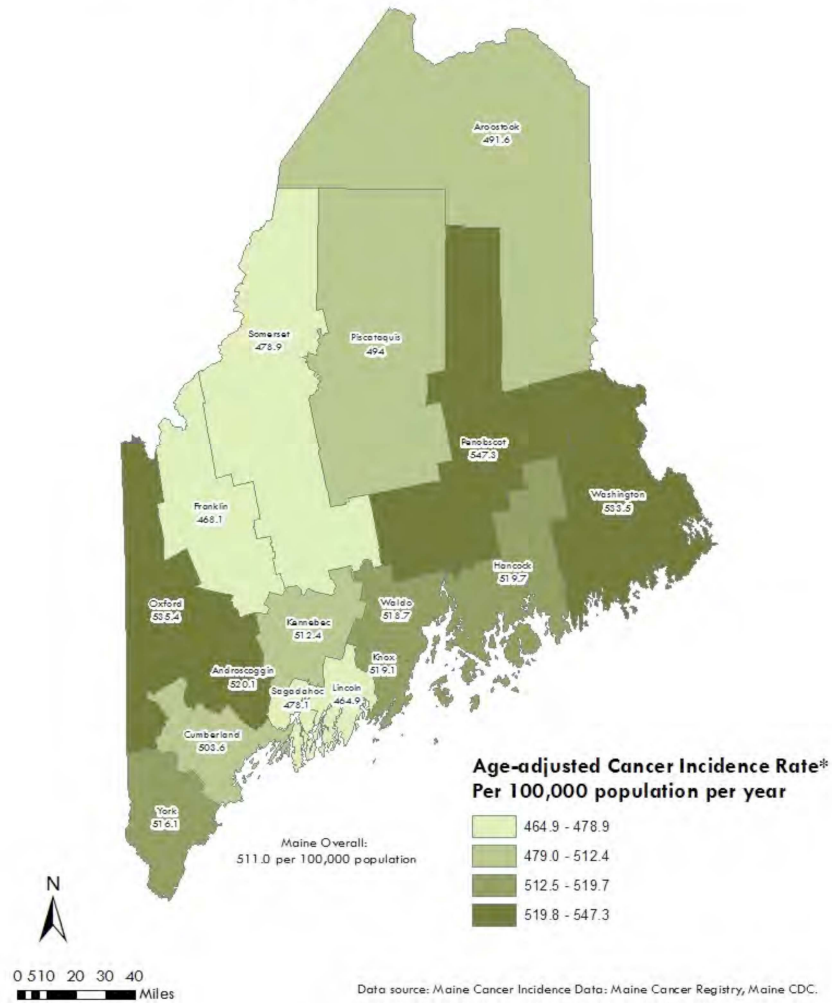 Aroostook
491.6
Somerset
478.9
Piscataquis
494
Penobscot
547.3
Washington
533.5
Franklin
468.1
Hancock
519.7
Oxford
535.4
Waldo
518.7
Kennebec
512.4
Knox
519.1
Androscoggin
520.1
Sagadahoc
478.1
Lincoln
464.9
Cumberland
503.6
York
516.1
Maine Overall:
511.0 per 100,000 population
Age-adjusted Cancer Incidence Rate*
Per 100,000 population per year
464.9 - 478.9
479.0 - 512.4
512.5 - 519.7
519.8 - 547.3
N
0 5 10 20 30 40
Miles
Data source: Maine Cancer Incidence Data: Maine Cancer Registry, Maine CDC.